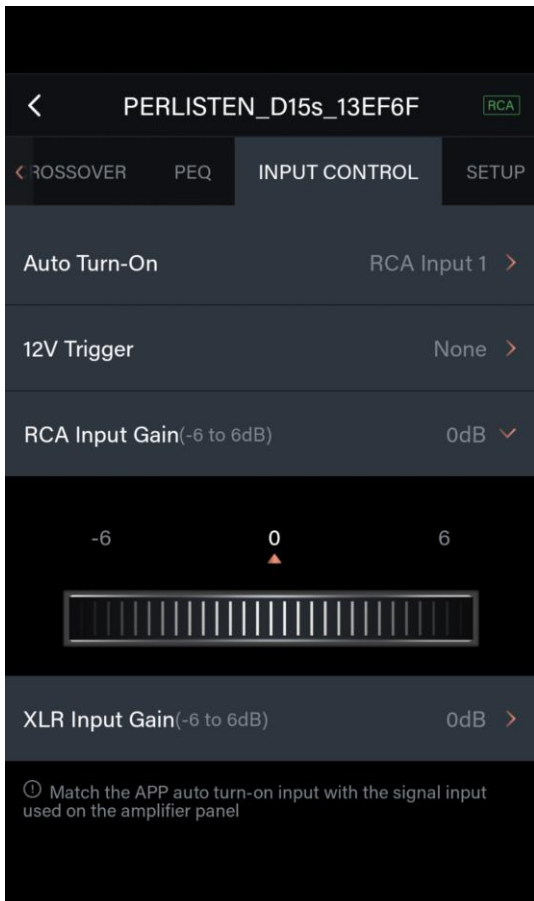 PERLISTEN_D15s_13EF6F RCA
ROSSOVER PEQ INPUT CONTROL SETUP
Auto Turn-On RCA Input 1
12V Trigger None
RCA Input Gain(-6 to 6dB) 0dB
-6 0 6
XLR Input Gain(-6 to 6dB) 0dB
Match the APP auto turn-on input with the signal input
used on the amplifier panel